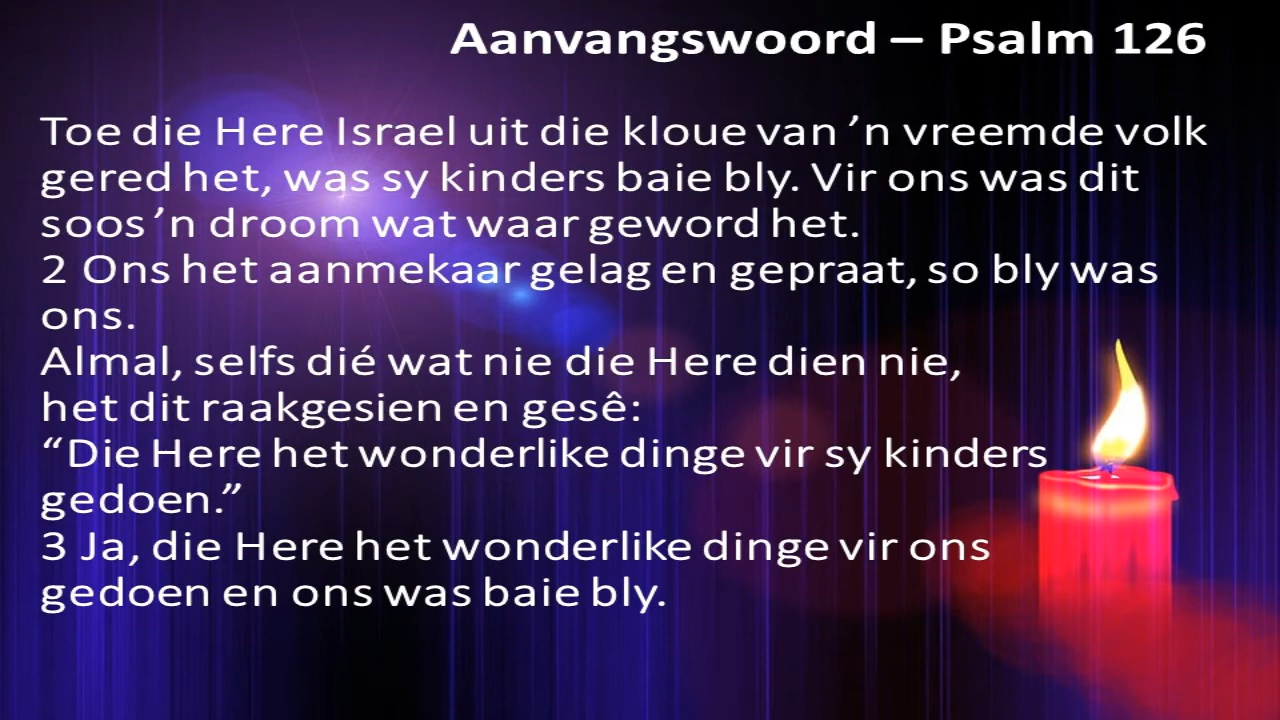 Aanvangswoord – Psalm 126
Toe die Here Israel uit die kloue van ’n vreemde volk
gered het, was sy kinders baie bly. Vir ons was dit
soos ’n droom wat waar geword het.
2 Ons het aanmekaar gelag en gepraat, so bly was
ons.
Almal, selfs dié wat nie die Here dien nie,
het dit raakgesien en gesê:
“Die Here het wonderlike dinge vir sy kinders
gedoen.”
3 Ja, die Here het wonderlike dinge vir ons
gedoen en ons was baie bly.